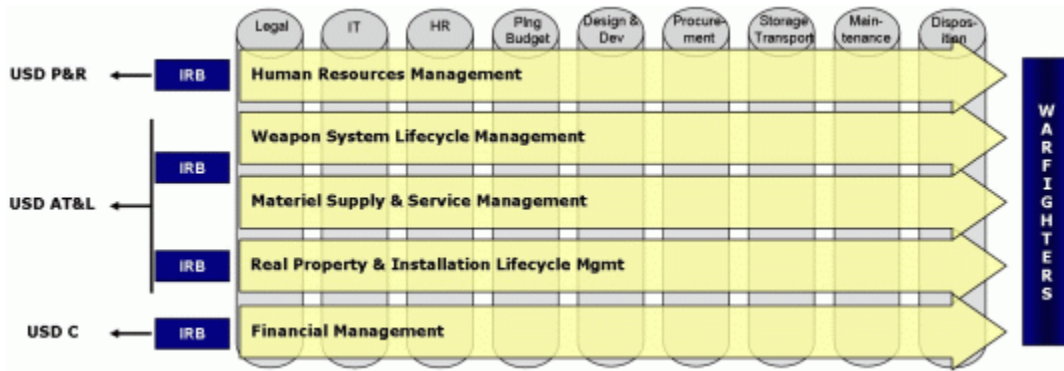 Legal
IT
HR
Plng
Budget
Design &
Dev
Procure-
ment
Storage
Transport
Main-
tenance
Dispos-
ition
USD P&R
IRB
Human Resources Management
Weapon System Lifecycle Management
IRB
USD AT&L
Materiel Supply & Service Management
IRB
Real Property & Installation Lifecycle Mgmt
USD C
IRB
Financial Management
WARFIGHTERS